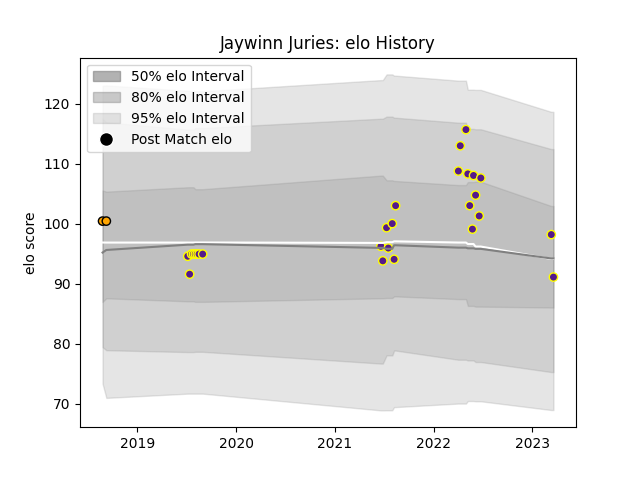 Jaywinn Juries: elo History
50% elo Interval
80% elo Interval
95% elo Interval
Post Match elo
elo score
120
110
100
90
80
70
2019
2020
2021
2022
2023